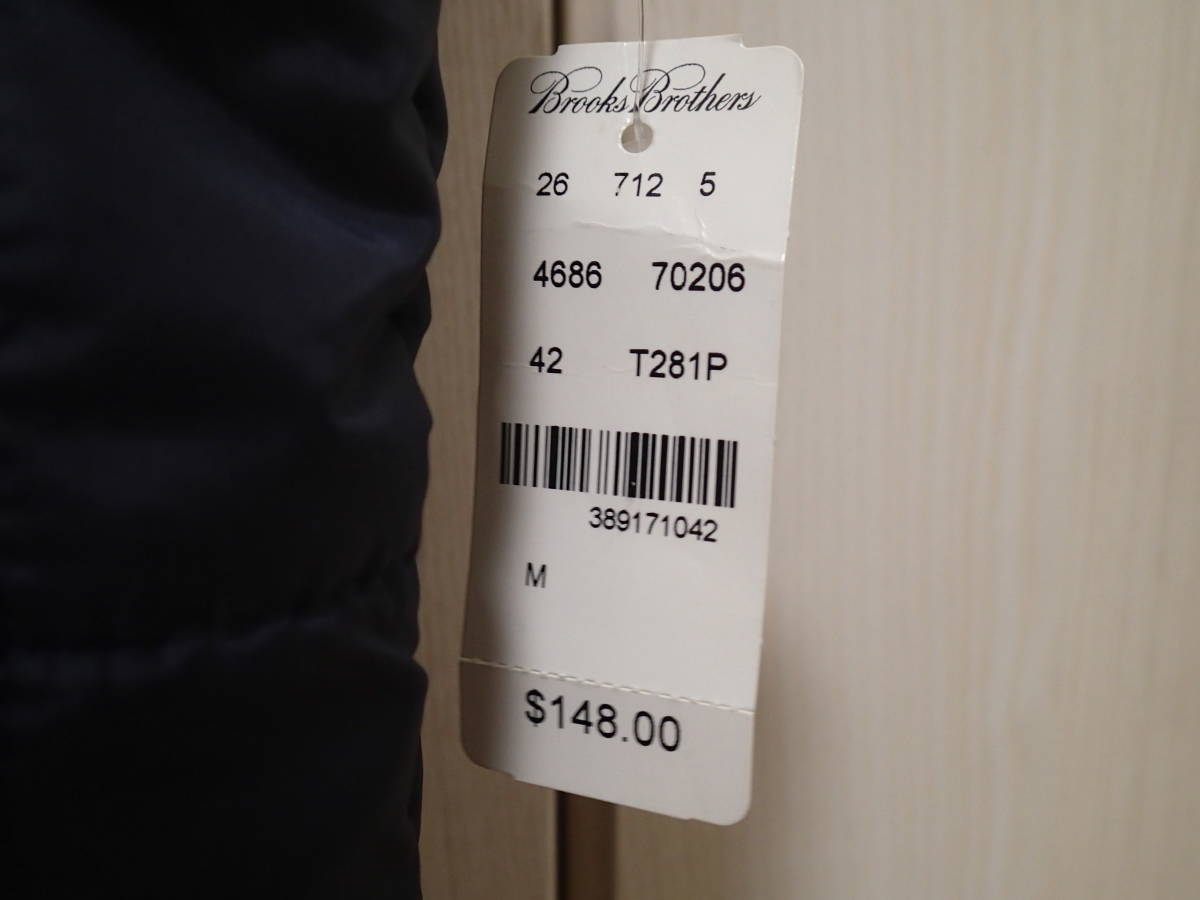 Brooks Brothers
26 712 5
4686 70206
42 T281P
389171042
M
$148.00